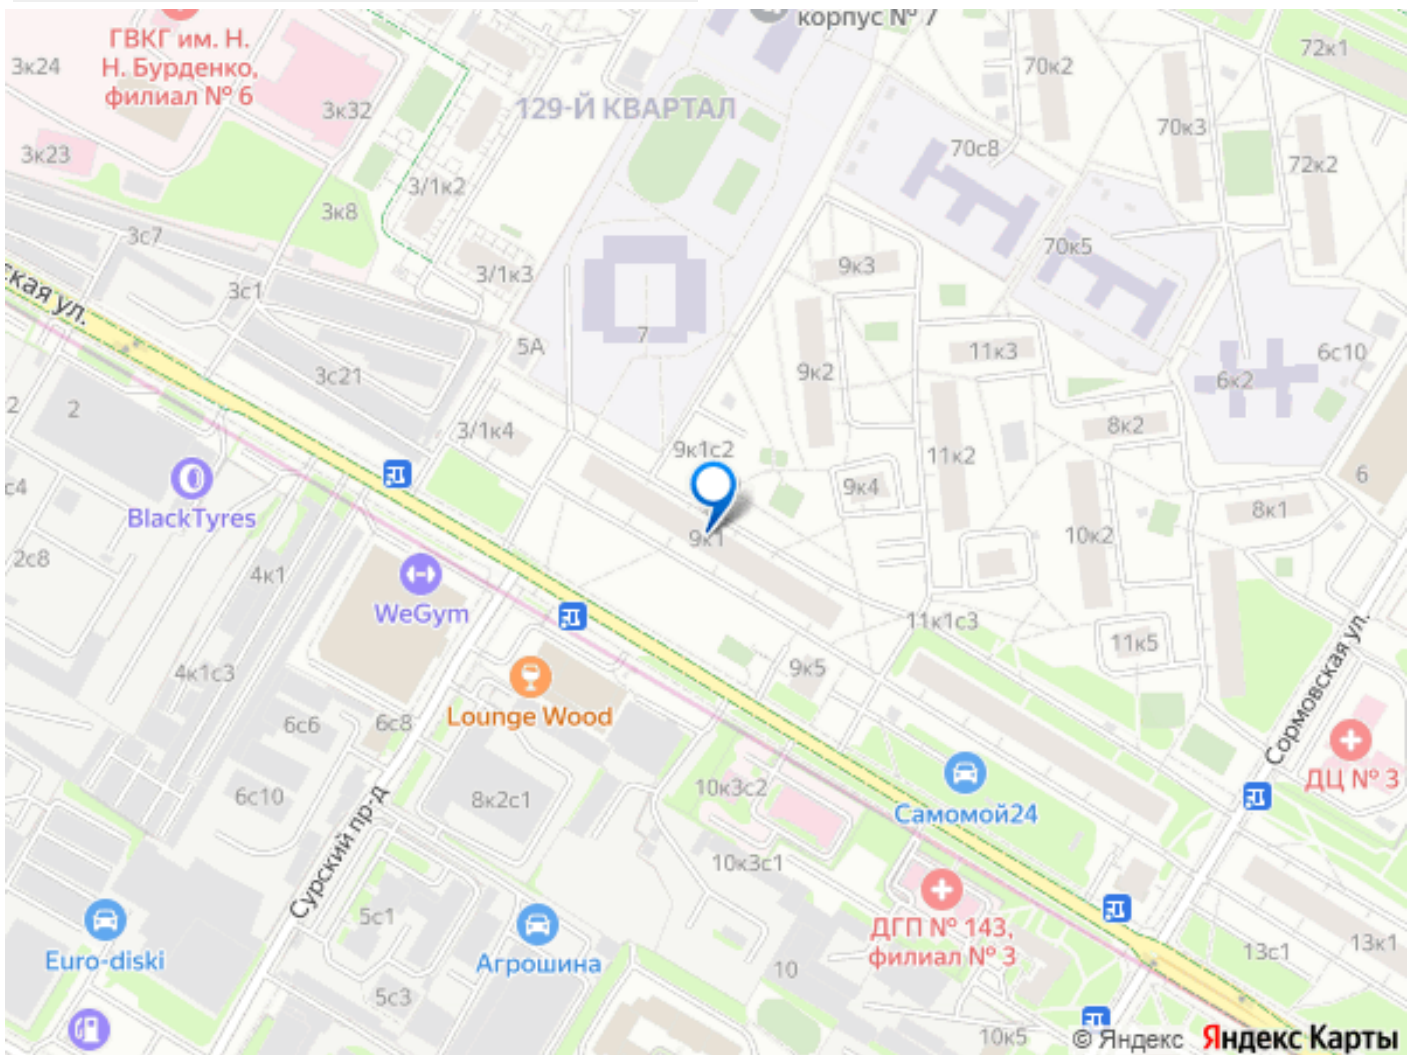 корпус № 7
ГВКГ им. Н.
Н. Бурденко,
филиал № 6
3к24
3к32
129-Й КВАРТАЛ
70к2
72к1
70к3
70с8
72к2
3к23
3/1к2
3к8
3с7
70к5
9к3
3/1к3
3с1
ская ул.
7
5А
11к3
6с10
3с21
9к2
6к2
2
2
3/1к4
9к1с2
8к2
11к2
6
с4
BlackTyres
9к4
8к1
9к1
10к2
2с8
4к1
WeGym
11к1с3
11к5
4к1с3
9к5
Lounge Wood
6с6
6с8
Сормовская ул.
ДЦ № 3
6с10
8к2с1
10к3с2
Самомой24
Сурский пр-д
10к3с1
5с1
ДГП № 143,
филиал № 3
Euro-diski
Агрошина
10
13с1
13к1
5с3
10к5
© Яндекс Яндекс Карты